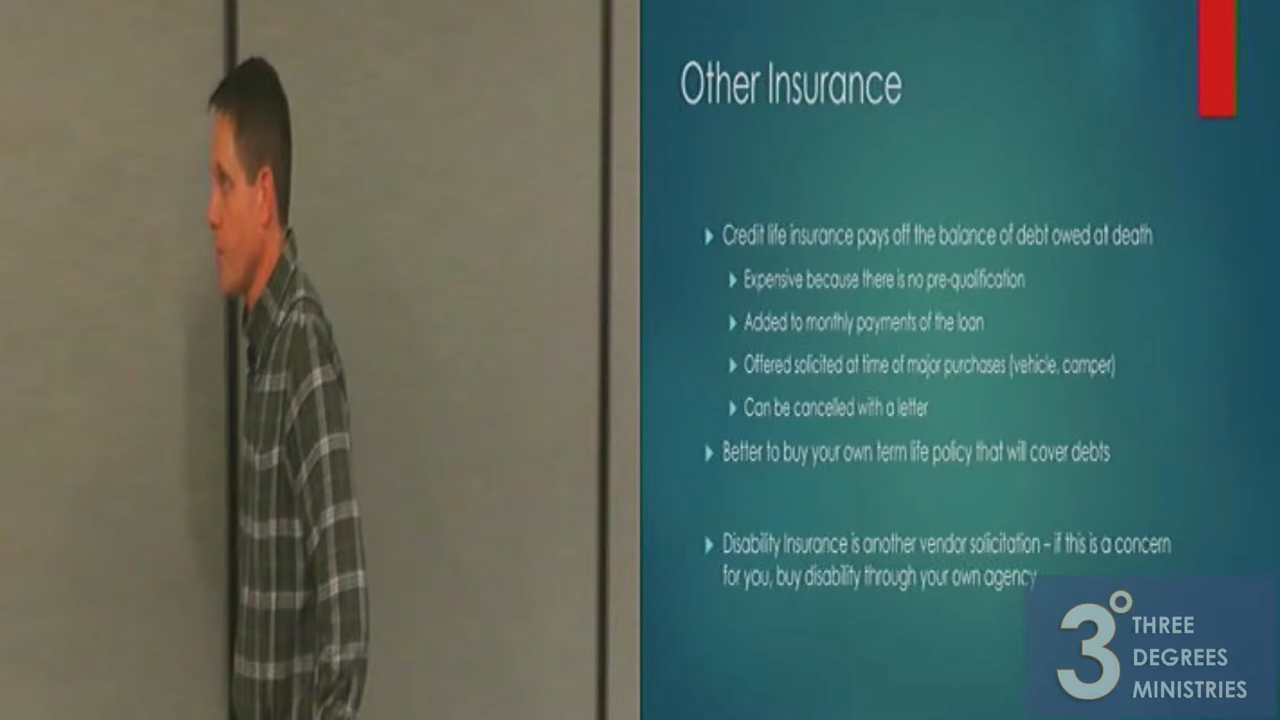 Other Insurance
Credit life insurance pays off the balance of debt owed at death
Expensive because there is no pre-qualification
Added to monthly payments of the loan
Offered solicited at time of major purchases (vehicle, camper)
Can be cancelled with a letter
Better to buy your own term life policy that will cover debts
Disability Insurance is another vendor solicitation – if this is a concern
for you, buy disability through your own agency
3° THREE
DEGREES
MINISTRIES